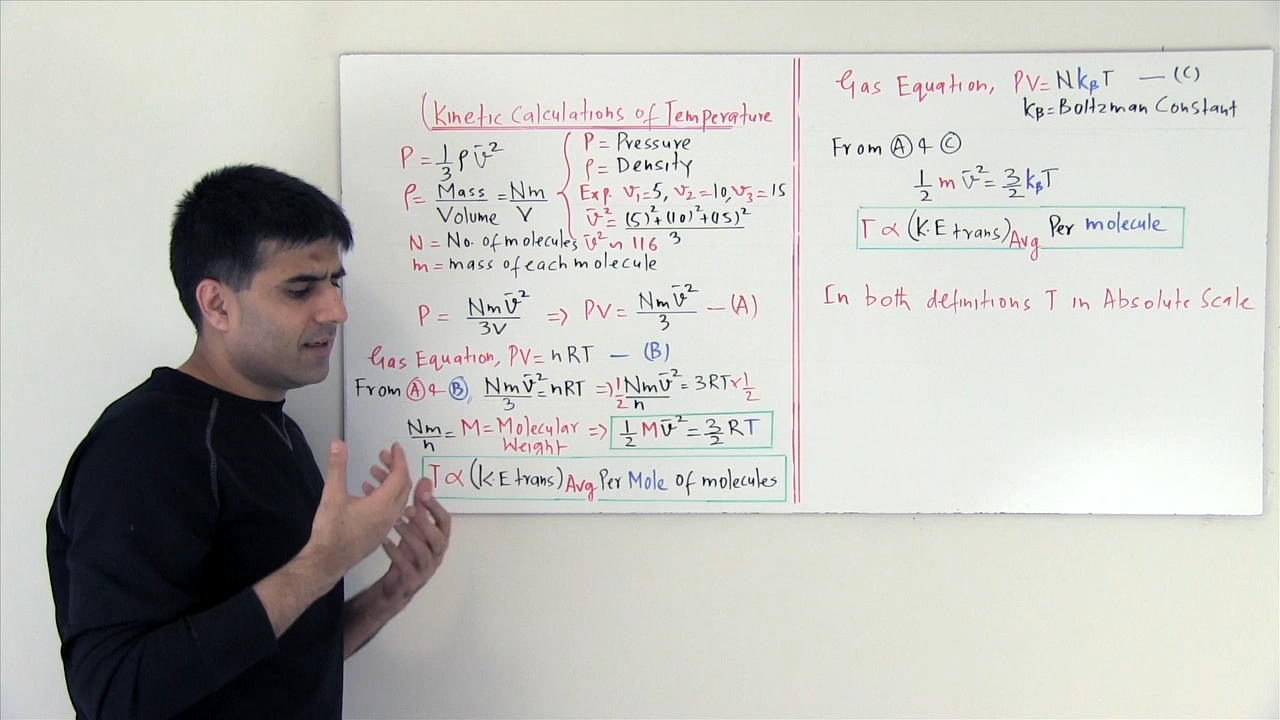 (Kinetic Calculations of Temperature
P = 1/3 ρ v̄²
P = Pressure
ρ = Density
ρ = Mass/Volume = Nm/V
Exp. v₁=5, v₂=10, v₃=15
v̄² = (5)²+(10)²+(15)²/3
N = No. of molecules
v̄² ~ 116
m = mass of each molecule
P = Nmv̄²/3V => PV = Nmv̄²/3 — (A)
Gas Equation, PV = nRT — (B)
From (A) & (B) Nmv̄²/3 = nRT => 1/2 Nmv̄²/n = 3RT × 1/2
Nm/n = M = Molecular Weight => 1/2 Mv̄² = 3/2 RT
T ∝ (K.E trans)Avg Per Mole of molecules
Gas Equation, PV = NkBT — (C)
kB = Boltzman Constant
From (A) & (C)
1/2 m v̄² = 3/2 kBT
T ∝ (K.E trans)Avg Per molecule
In both definitions T in Absolute Scale